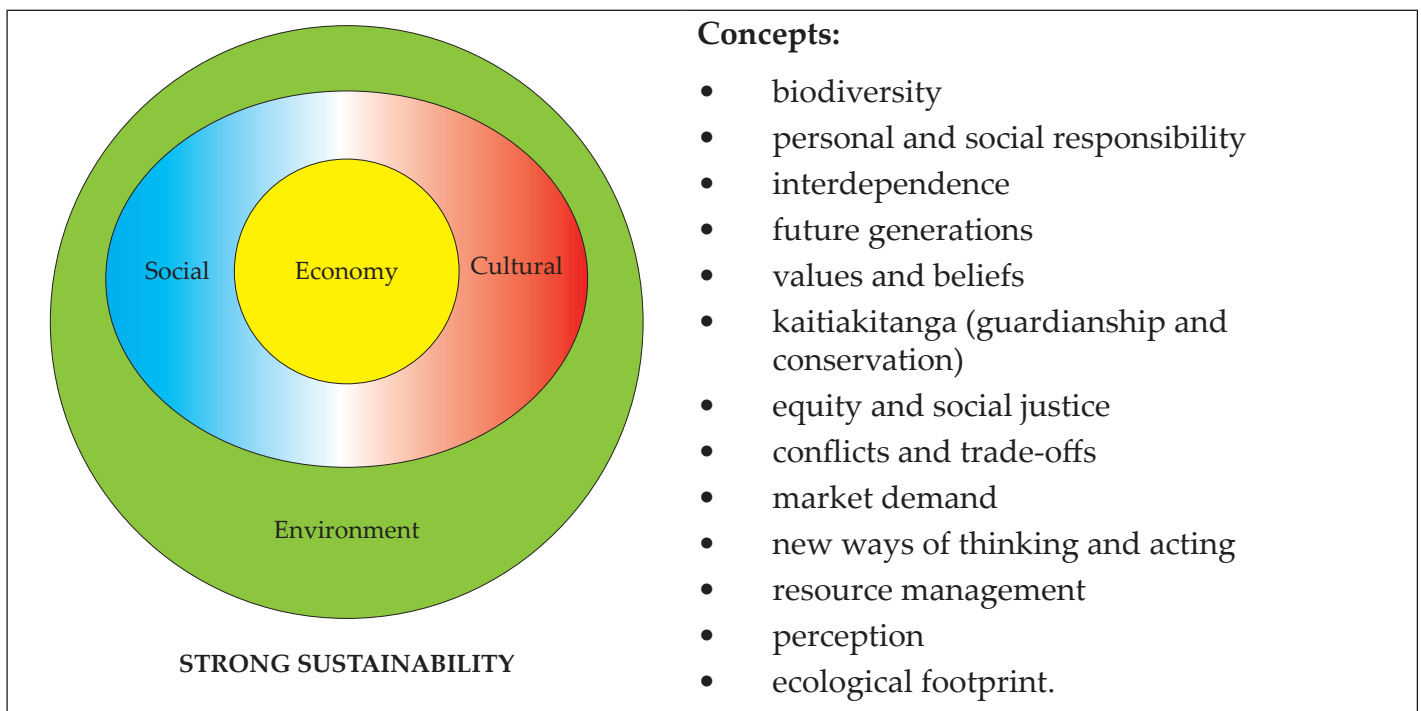 Social
Economy
Cultural
Environment
STRONG SUSTAINABILITY
Concepts:
• biodiversity
• personal and social responsibility
• interdependence
• future generations
• values and beliefs
• kaitiakitanga (guardianship and
conservation)
• equity and social justice
• conflicts and trade-offs
• market demand
• new ways of thinking and acting
• resource management
• perception
• ecological footprint.